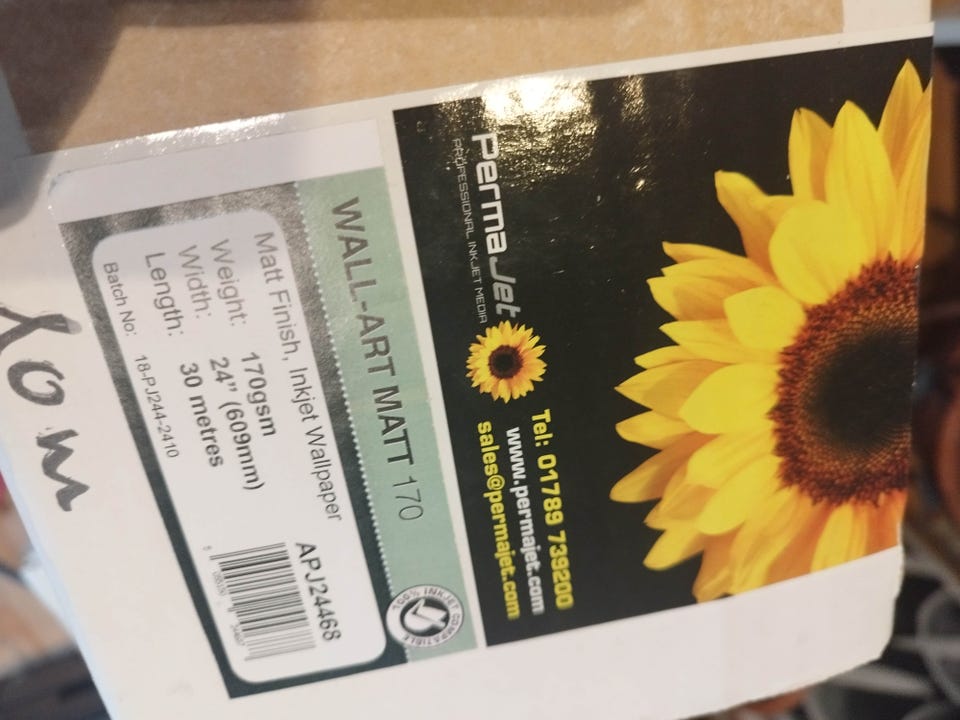 PermaJet
PROFESSIONAL INKJET MEDIA
Tel: 01789 739200
www.permajet.com
sales@permajet.com
WALL-ART MATT 170
100% INKJET COMPATIBLE
Matt Finish, Inkjet Wallpaper
Weight: 170gsm
Width: 24" (609mm)
Length: 30 metres
Batch No: 18-PJ244-2410
APJ24468